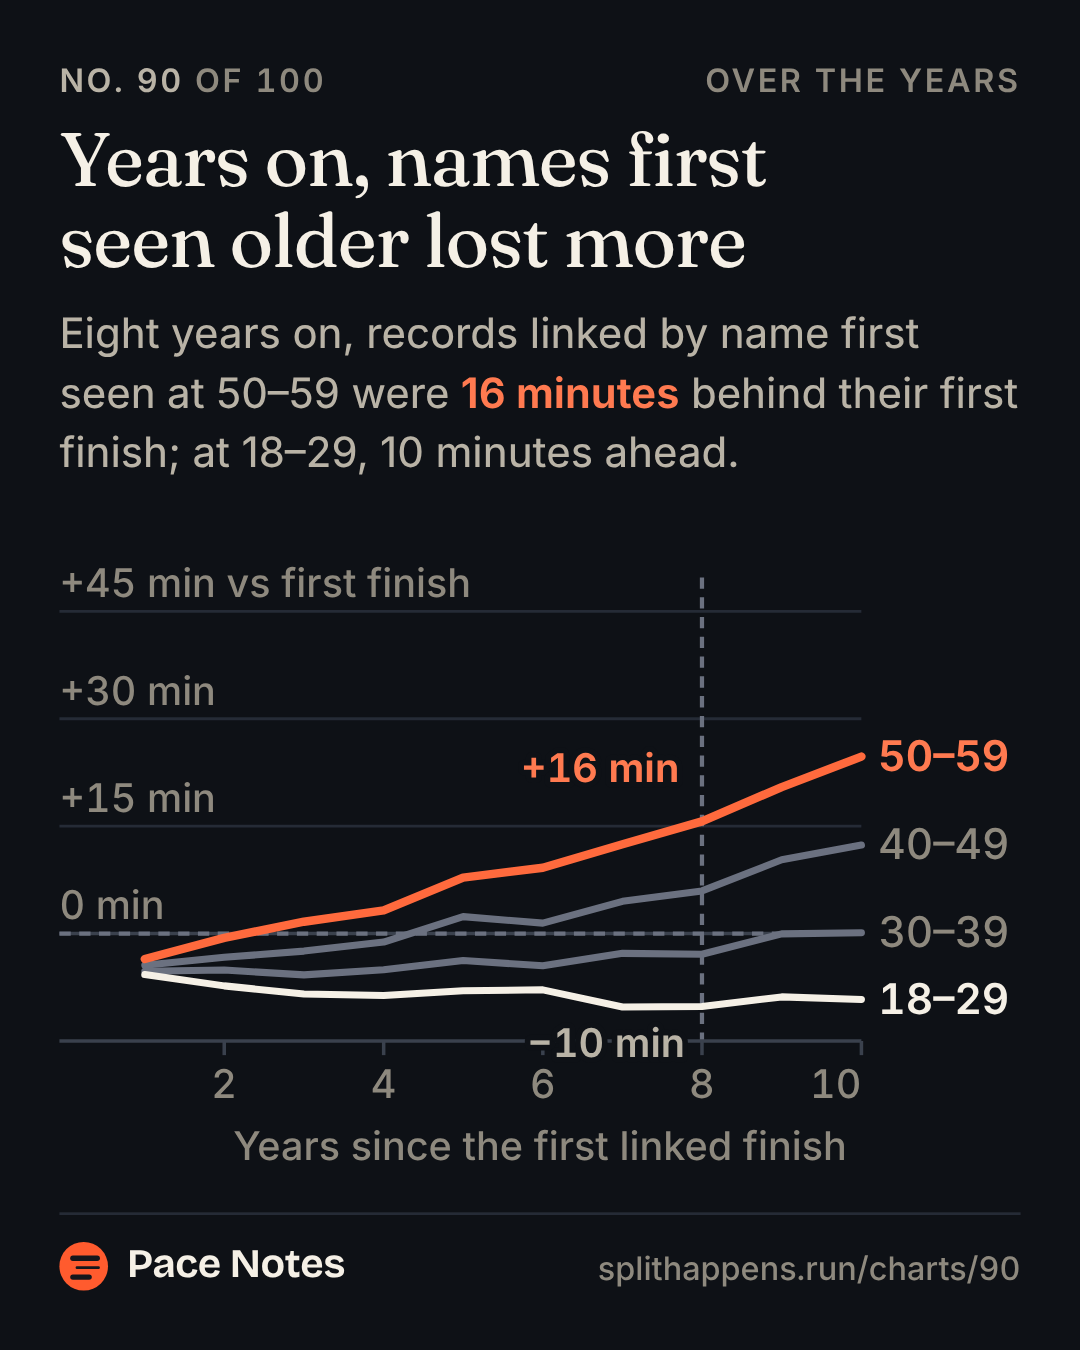 NO. 90 OF 100
OVER THE YEARS
Years on, names first
seen older lost more
Eight years on, records linked by name first
seen at 50–59 were 16 minutes behind their first
finish; at 18–29, 10 minutes ahead.
+45 min vs first finish
+30 min
+16 min
50–59
+15 min
40–49
0 min
30–39
18–29
−10 min
2 4 6 8 10
Years since the first linked finish
Pace Notes
splithappens.run/charts/90